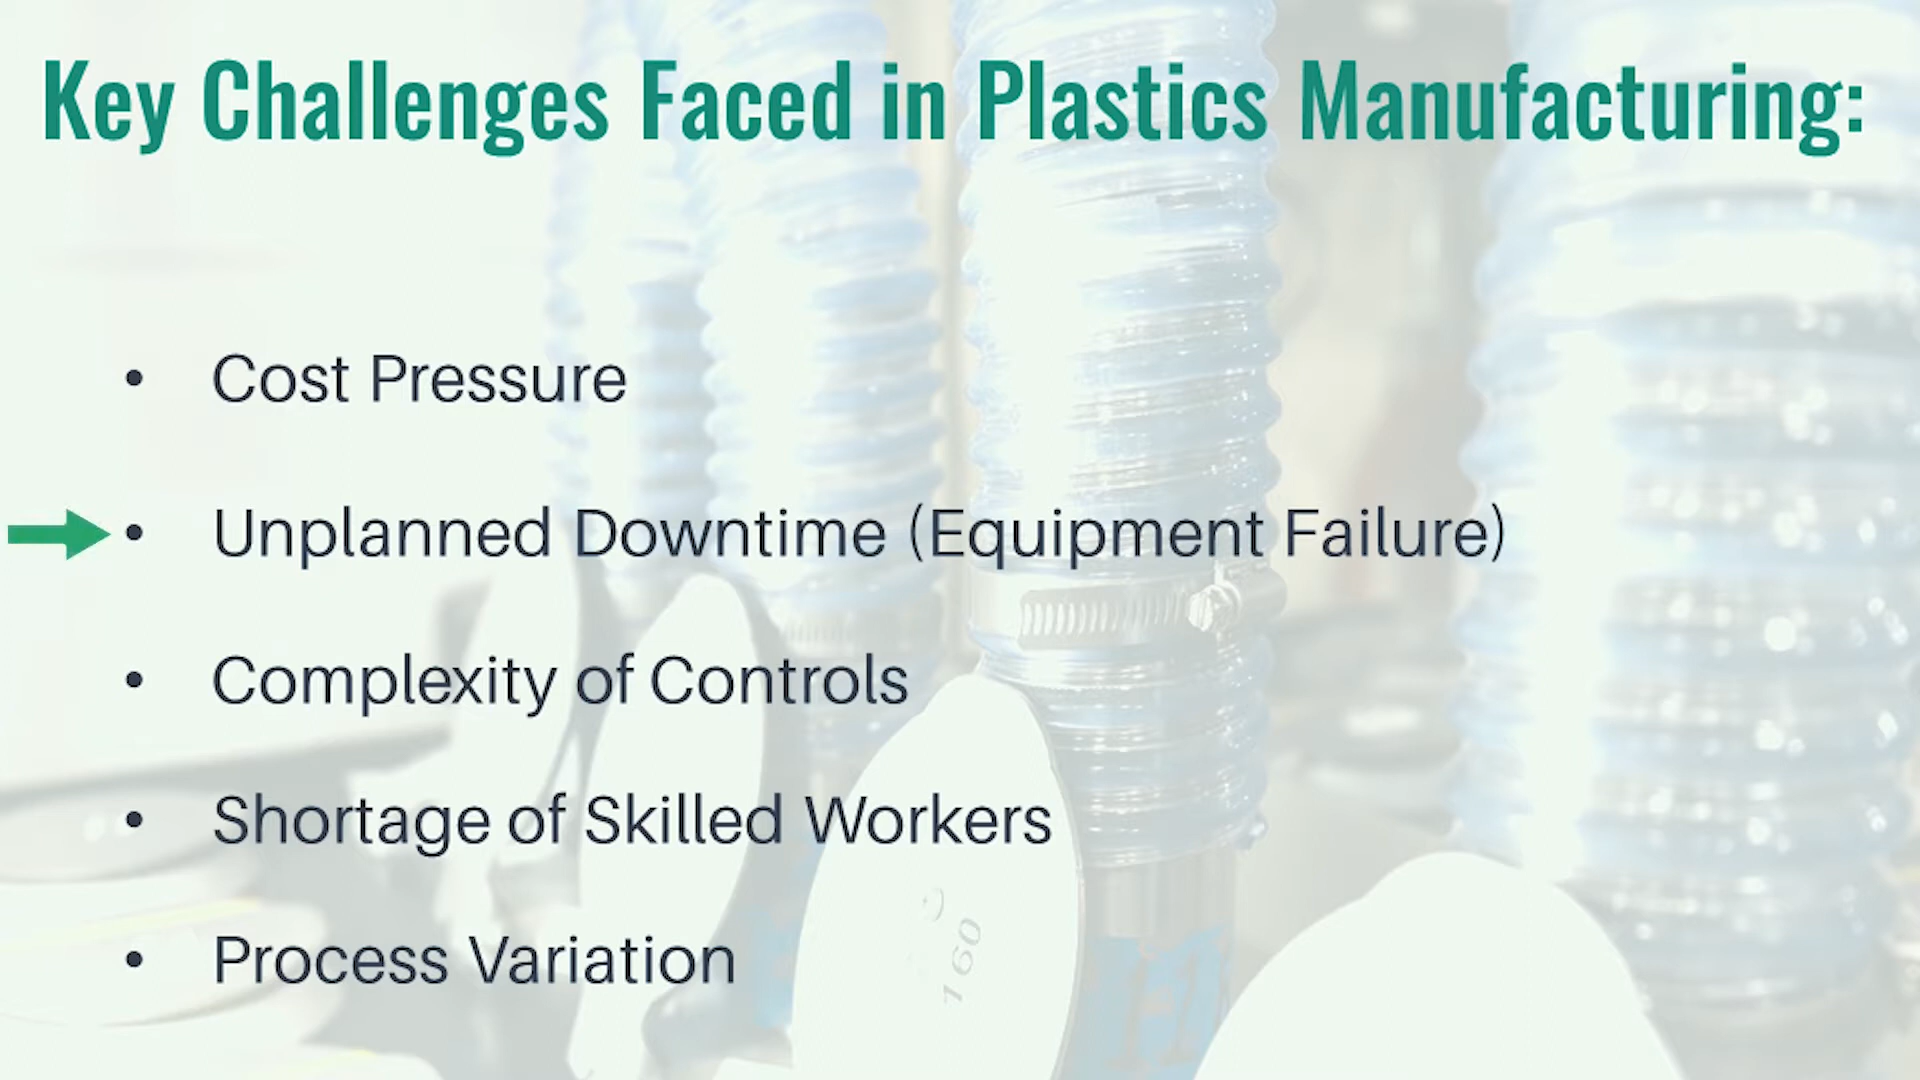 Key Challenges Faced in Plastics Manufacturing:
• Cost Pressure
• Unplanned Downtime (Equipment Failure)
• Complexity of Controls
• Shortage of Skilled Workers
• Process Variation
160